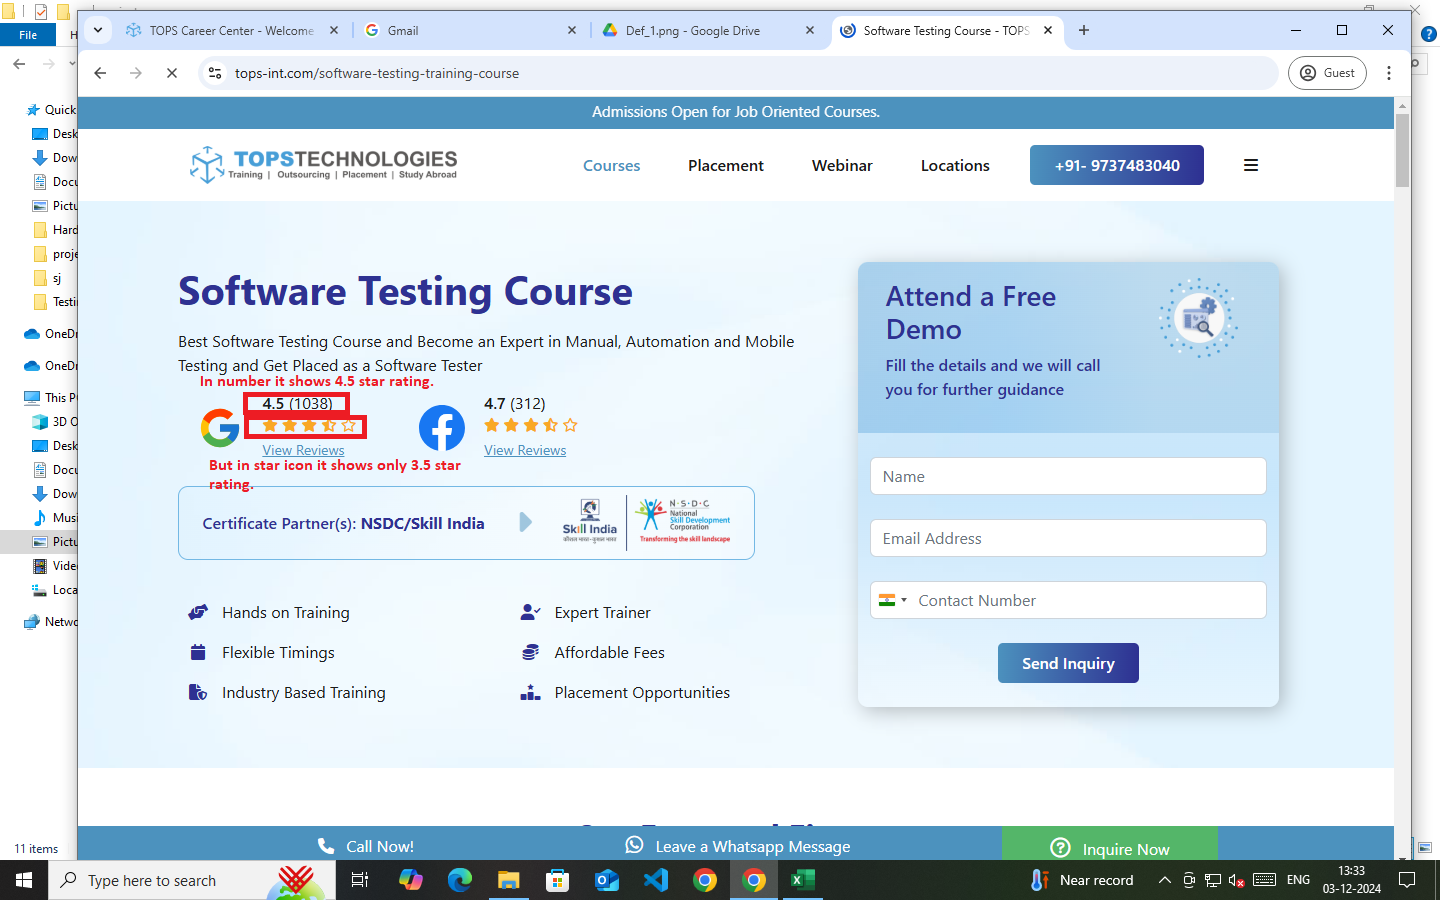 File
TOPS Career Center - Welcome
Gmail
Def_1.png - Google Drive
Software Testing Course - TOPS
tops-int.com/software-testing-training-course
Guest
Quick
Desk
Dow
Docu
Pictu
Hard
proje
sj
Testi
OneDr
OneDr
This P
3D O
Desk
Docu
Dow
Musi
Pictu
Vide
Loca
Netwo
11 items
Admissions Open for Job Oriented Courses.
TOPSTECHNOLOGIES
Training | Outsourcing | Placement | Study Abroad
Courses
Placement
Webinar
Locations
+91- 9737483040
Software Testing Course
Best Software Testing Course and Become an Expert in Manual, Automation and Mobile
Testing and Get Placed as a Software Tester
In number it shows 4.5 star rating.
4.5 (1038)
View Reviews
4.7 (312)
View Reviews
But in star icon it shows only 3.5 star
rating.
Certificate Partner(s): NSDC/Skill India
Skill India
कौशल भारत-कुशल भारत
N·S·D·C
National
Skill Development
Corporation
Transforming the skill landscape
Hands on Training
Expert Trainer
Flexible Timings
Affordable Fees
Industry Based Training
Placement Opportunities
Attend a Free
Demo
Fill the details and we will call
you for further guidance
Name
Email Address
Contact Number
Send Inquiry
Call Now!
Leave a Whatsapp Message
Inquire Now
Type here to search
Near record
ENG
13:33
03-12-2024